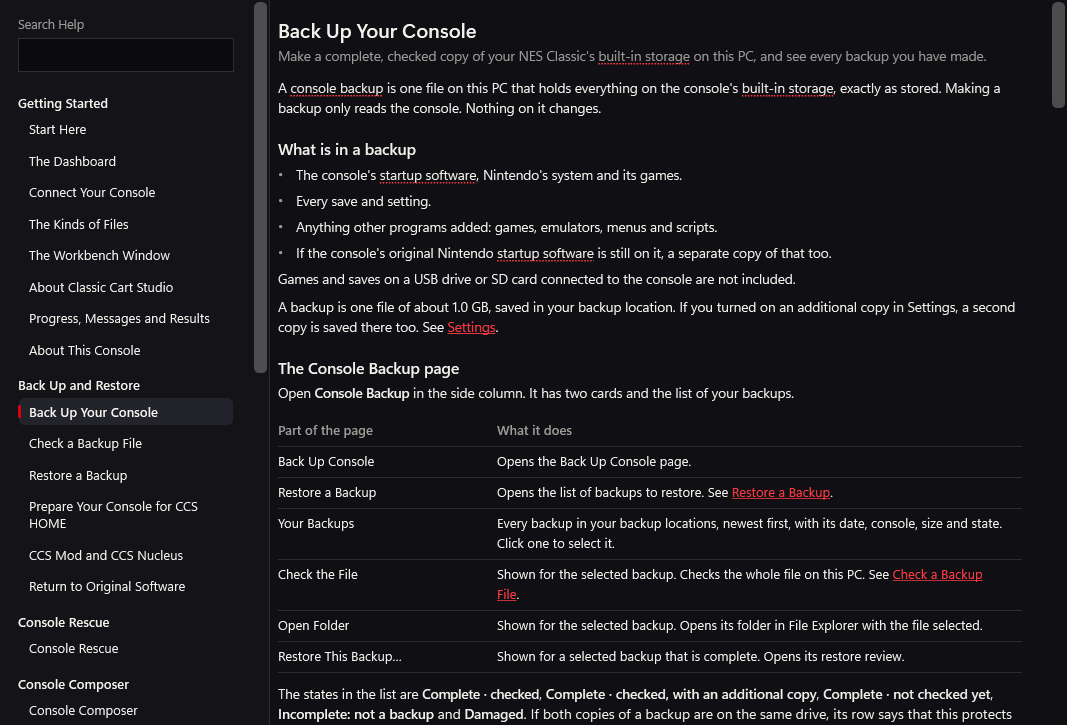 Search Help
Getting Started
Start Here
The Dashboard
Connect Your Console
The Kinds of Files
The Workbench Window
About Classic Cart Studio
Progress, Messages and Results
About This Console
Back Up and Restore
Back Up Your Console
Check a Backup File
Restore a Backup
Prepare Your Console for CCS
HOME
CCS Mod and CCS Nucleus
Return to Original Software
Console Rescue
Console Rescue
Console Composer
Console Composer
Back Up Your Console
Make a complete, checked copy of your NES Classic's built-in storage on this PC, and see every backup you have made.
A console backup is one file on this PC that holds everything on the console's built-in storage, exactly as stored. Making a
backup only reads the console. Nothing on it changes.
What is in a backup
• The console's startup software, Nintendo's system and its games.
• Every save and setting.
• Anything other programs added: games, emulators, menus and scripts.
• If the console's original Nintendo startup software is still on it, a separate copy of that too.
Games and saves on a USB drive or SD card connected to the console are not included.
A backup is one file of about 1.0 GB, saved in your backup location. If you turned on an additional copy in Settings, a second
copy is saved there too. See Settings.
The Console Backup page
Open Console Backup in the side column. It has two cards and the list of your backups.
Part of the page What it does
Back Up Console Opens the Back Up Console page.
Restore a Backup Opens the list of backups to restore. See Restore a Backup.
Your Backups Every backup in your backup locations, newest first, with its date, console, size and state.
Click one to select it.
Check the File Shown for the selected backup. Checks the whole file on this PC. See Check a Backup
File.
Open Folder Shown for the selected backup. Opens its folder in File Explorer with the file selected.
Restore This Backup... Shown for a selected backup that is complete. Opens its restore review.
The states in the list are Complete · checked, Complete · checked, with an additional copy, Complete · not checked yet,
Incomplete: not a backup and Damaged. If both copies of a backup are on the same drive, its row says that this protects